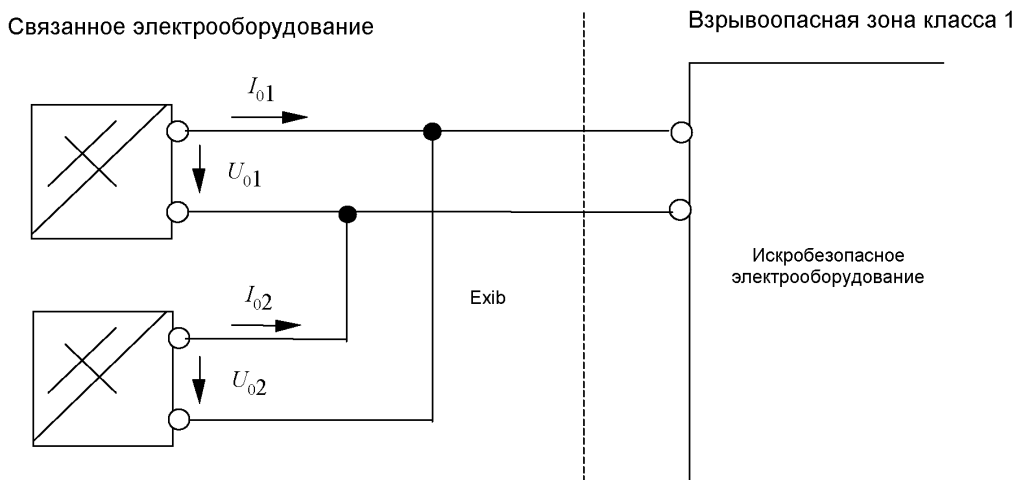 Связанное электрооборудование
Взрывоопасная зона класса 1
I01
U01
I02
U02
Exib
Искробезопасное
электрооборудование